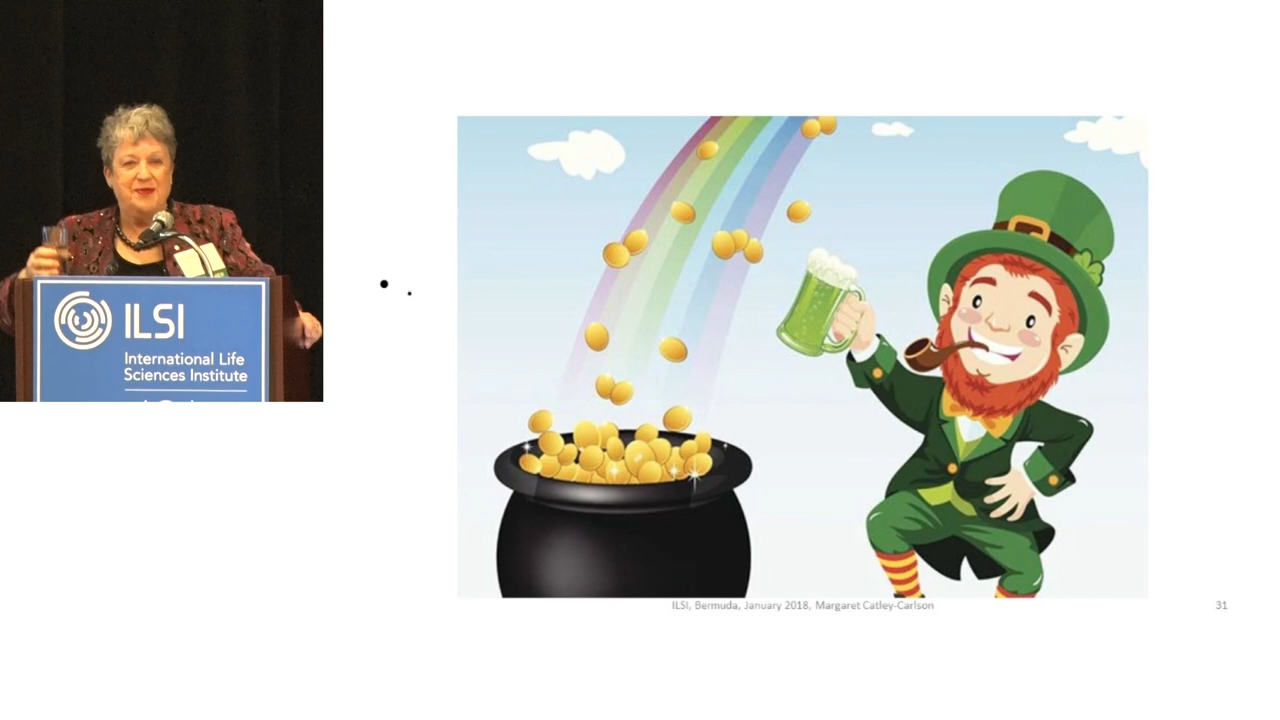 ILSI
International Life
Sciences Institute
ILSI, Bermuda, January 2018, Margaret Catley-Carlson
31